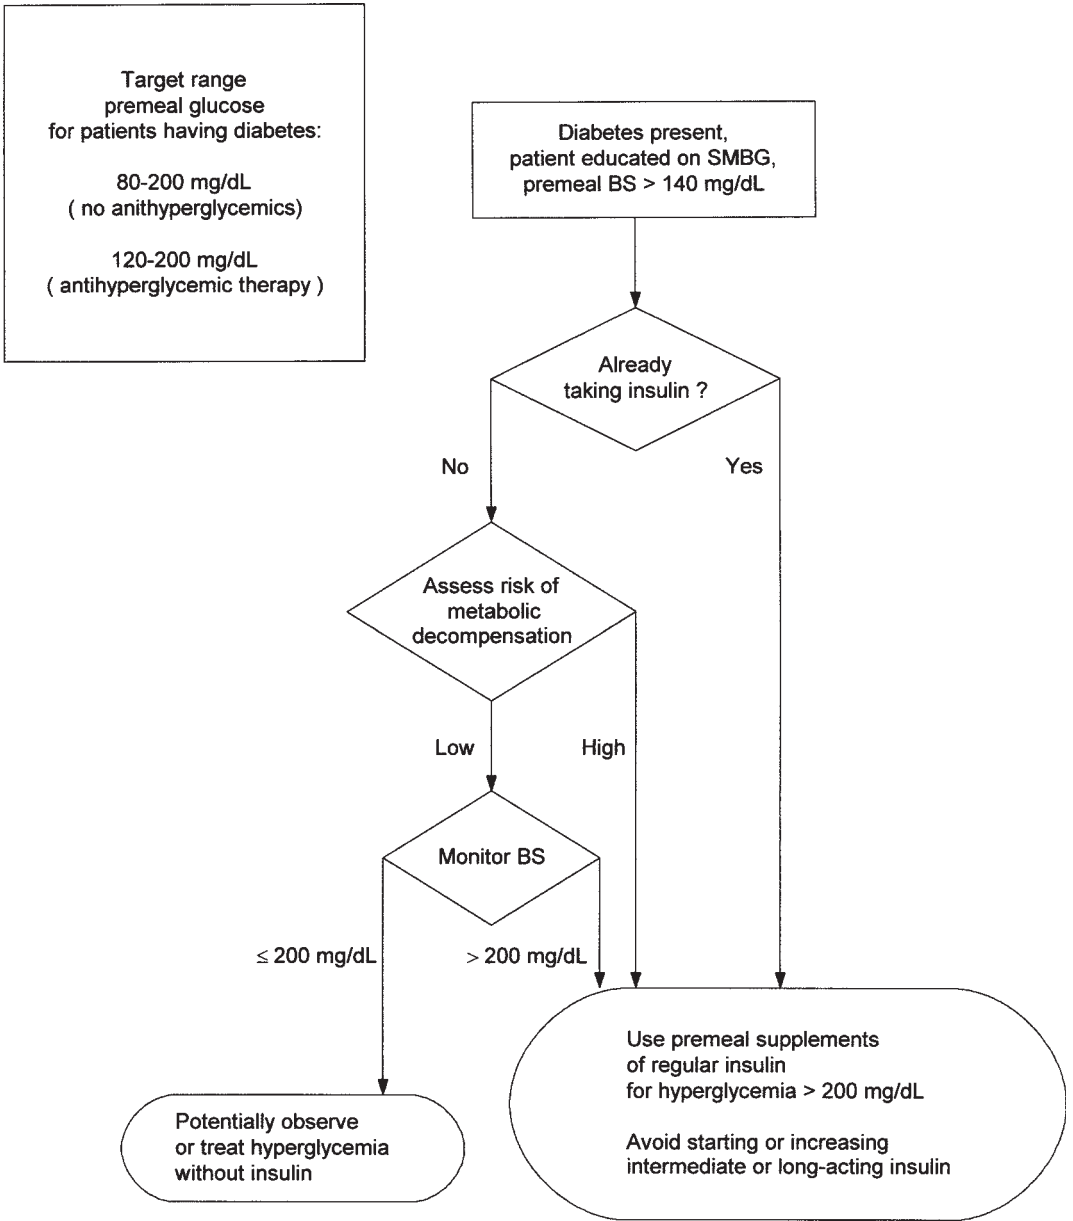 Target range
premeal glucose
for patients having diabetes:
80-200 mg/dL
( no anithyperglycemics)
120-200 mg/dL
( antihyperglycemic therapy )
Diabetes present,
patient educated on SMBG,
premeal BS > 140 mg/dL
Already
taking insulin ?
No
Yes
Assess risk of
metabolic
decompensation
Low
High
Monitor BS
≤ 200 mg/dL
> 200 mg/dL
Use premeal supplements
of regular insulin
for hyperglycemia > 200 mg/dL
Avoid starting or increasing
intermediate or long-acting insulin
Potentially observe
or treat hyperglycemia
without insulin